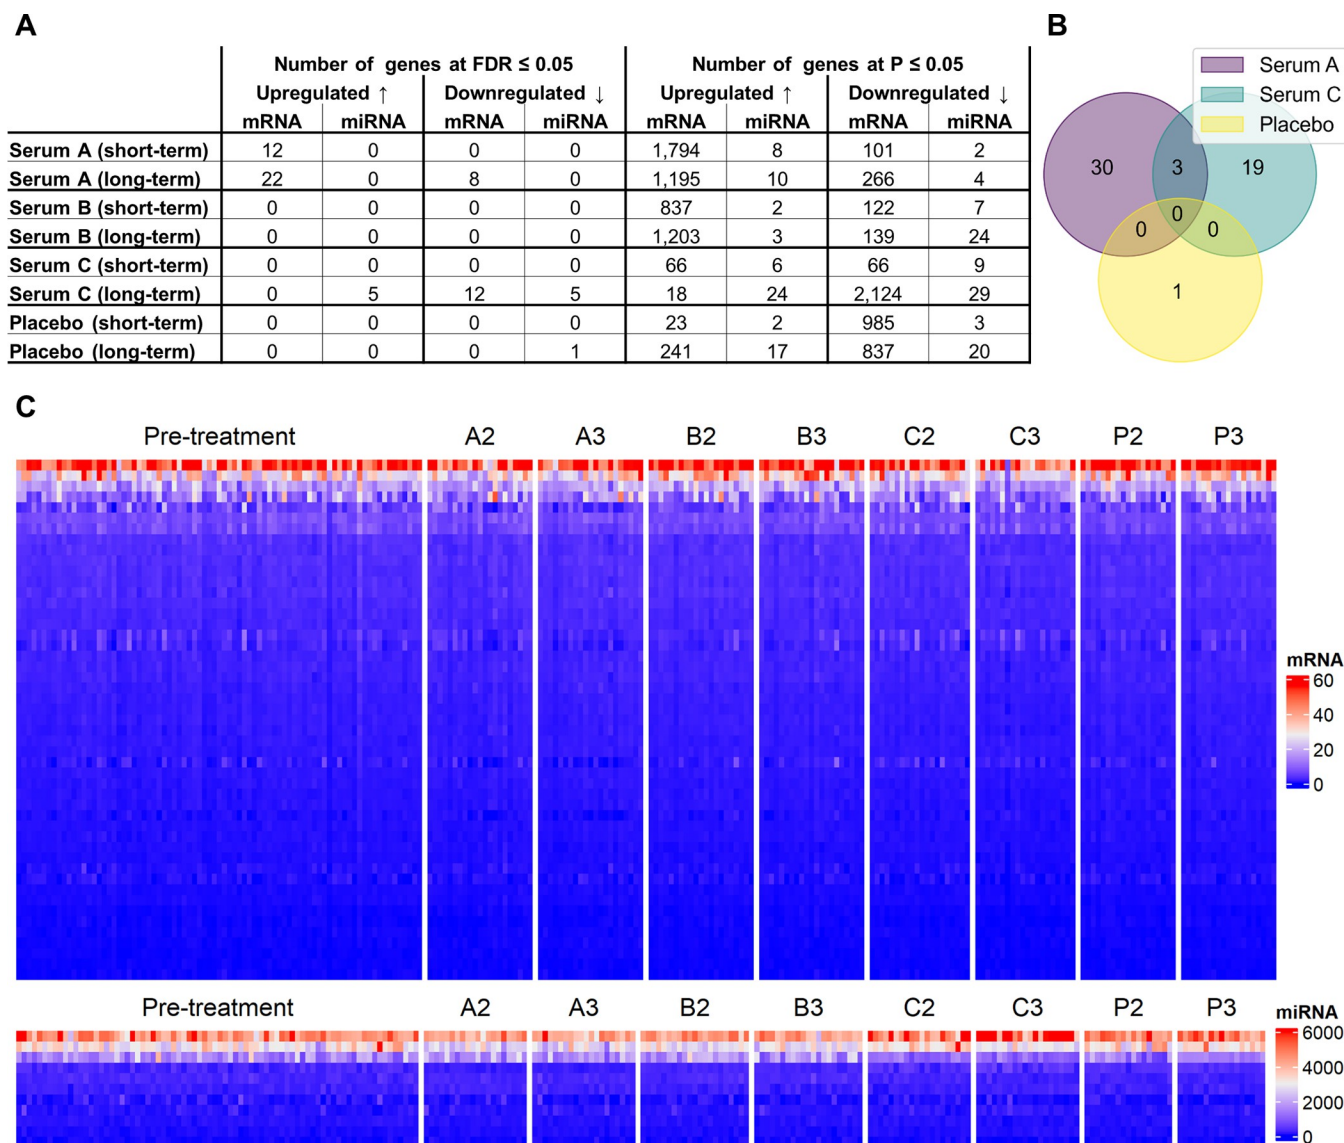 A
Number of genes at FDR ≤ 0.05 Number of genes at P ≤ 0.05
Upregulated ↑ Downregulated ↓ Upregulated ↑ Downregulated ↓
mRNA miRNA mRNA miRNA mRNA miRNA mRNA miRNA
Serum A (short-term) 12 0 0 0 1,794 8 101 2
Serum A (long-term) 22 0 8 0 1,195 10 266 4
Serum B (short-term) 0 0 0 0 837 2 122 7
Serum B (long-term) 0 0 0 0 1,203 3 139 24
Serum C (short-term) 0 0 0 0 66 6 66 9
Serum C (long-term) 0 5 12 5 18 24 2,124 29
Placebo (short-term) 0 0 0 0 23 2 985 3
Placebo (long-term) 0 0 0 1 241 17 837 20
B
Serum A
Serum C
Placebo
30 3 19
0
0 0
1
C
Pre-treatment A2 A3 B2 B3 C2 C3 P2 P3
mRNA
60
40
20
0
Pre-treatment A2 A3 B2 B3 C2 C3 P2 P3
miRNA
6000
4000
2000
0